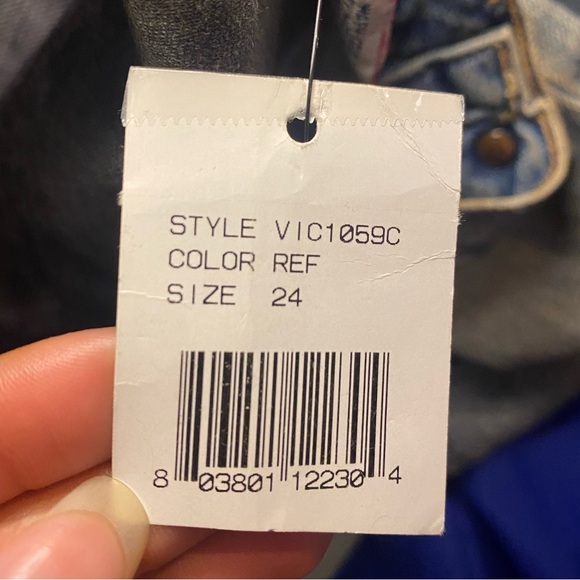 STYLE VIC1059C
COLOR REF
SIZE 24
8 03801 12230 4